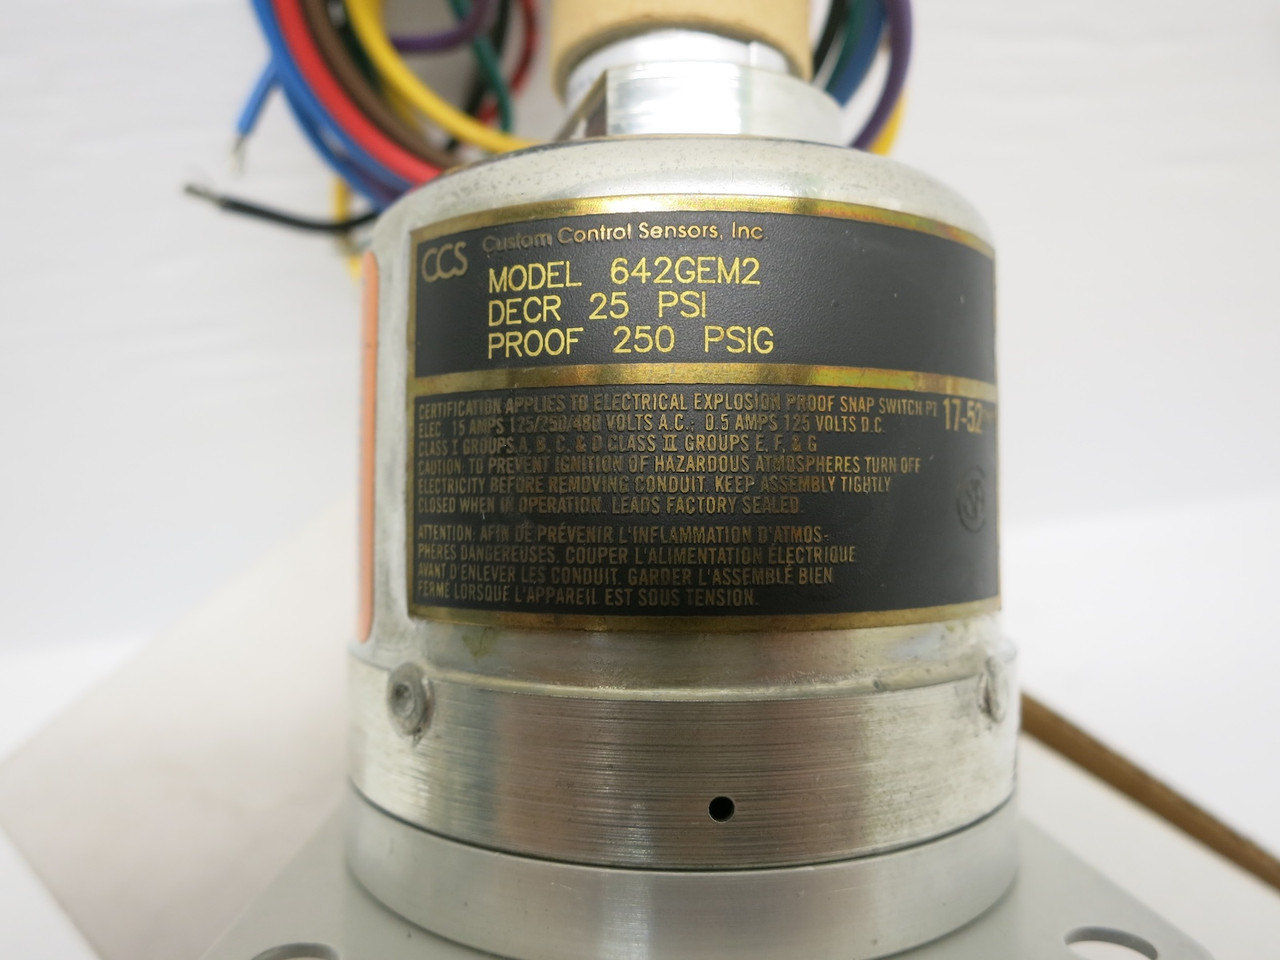 CCS Custom Control Sensors, Inc.
MODEL 642GEM2
DECR 25 PSI
PROOF 250 PSIG
CERTIFICATION APPLIES TO ELECTRICAL EXPLOSION PROOF SNAP SWITCH PT 17-52
ELEC. 15 AMPS 125/250/480 VOLTS A.C.; 0.5 AMPS 125 VOLTS D.C.
CLASS I GROUPS A, B, C, & D CLASS II GROUPS E, F, & G
CAUTION: TO PREVENT IGNITION OF HAZARDOUS ATMOSPHERES TURN OFF
ELECTRICITY BEFORE REMOVING CONDUIT. KEEP ASSEMBLY TIGHTLY
CLOSED WHEN IN OPERATION. LEADS FACTORY SEALED.
ATTENTION: AFIN DE PRÉVENIR L'INFLAMMATION D'ATMOS-
PHÈRES DANGEREUSES, COUPER L'ALIMENTATION ÉLECTRIQUE
AVANT D'ENLEVER LES CONDUIT. GARDER L'ASSEMBLÉ BIEN
FERMÉ LORSQUE L'APPAREIL EST SOUS TENSION.